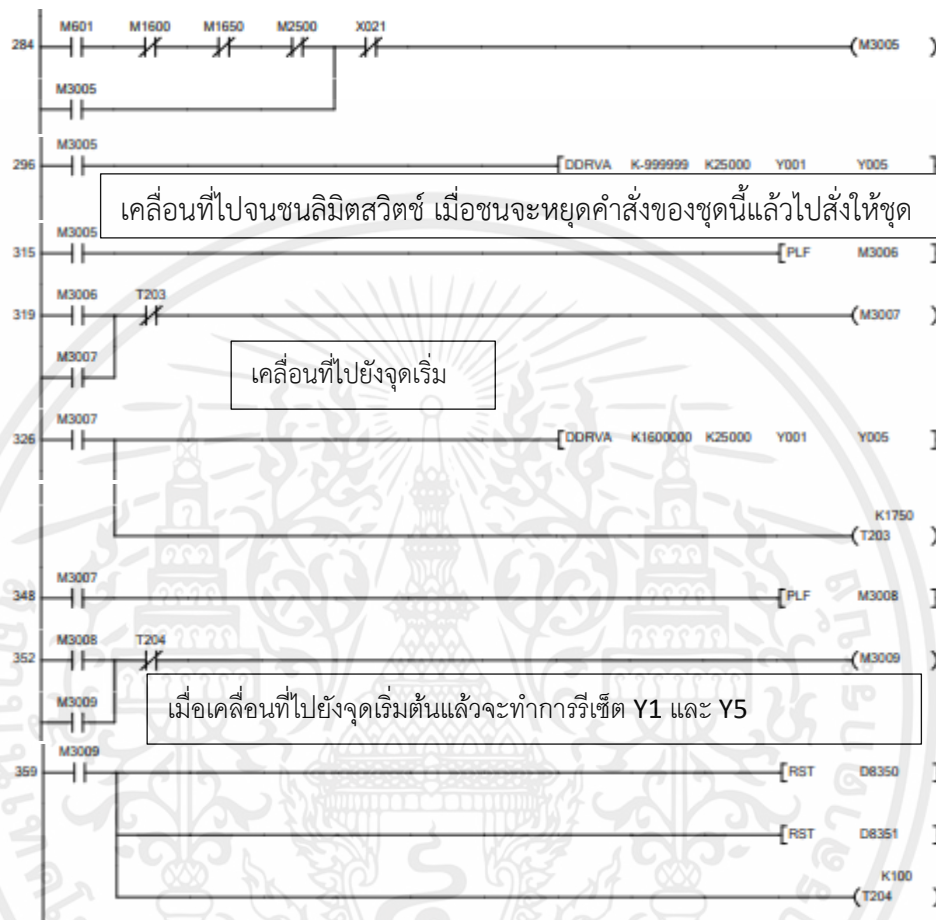 M601 M1600 M1650 M2500 X021
284 (M3005 )
M3005
M3005
296 [DDRVA K-999999 K25000 Y001 Y005 ]
เคลื่อนที่ไปจนชนลิมิตสวิตช์ เมื่อชนจะหยุดคำสั่งของชุดนี้แล้วไปสั่งให้ชุด
M3005
315 [PLF M3006 ]
M3006 T203
319 (M3007 )
M3007
เคลื่อนที่ไปยังจุดเริ่ม
M3007
326 [DDRVA K1600000 K25000 Y001 Y005 ]
K1750
(T203 )
M3007
348 [PLF M3008 ]
M3008 T204
352 (M3009 )
M3009
เมื่อเคลื่อนที่ไปยังจุดเริ่มต้นแล้วจะทำการรีเซ็ต Y1 และ Y5
M3009
359 [RST D8350 ]
[RST D8351 ]
K100
(T204 )